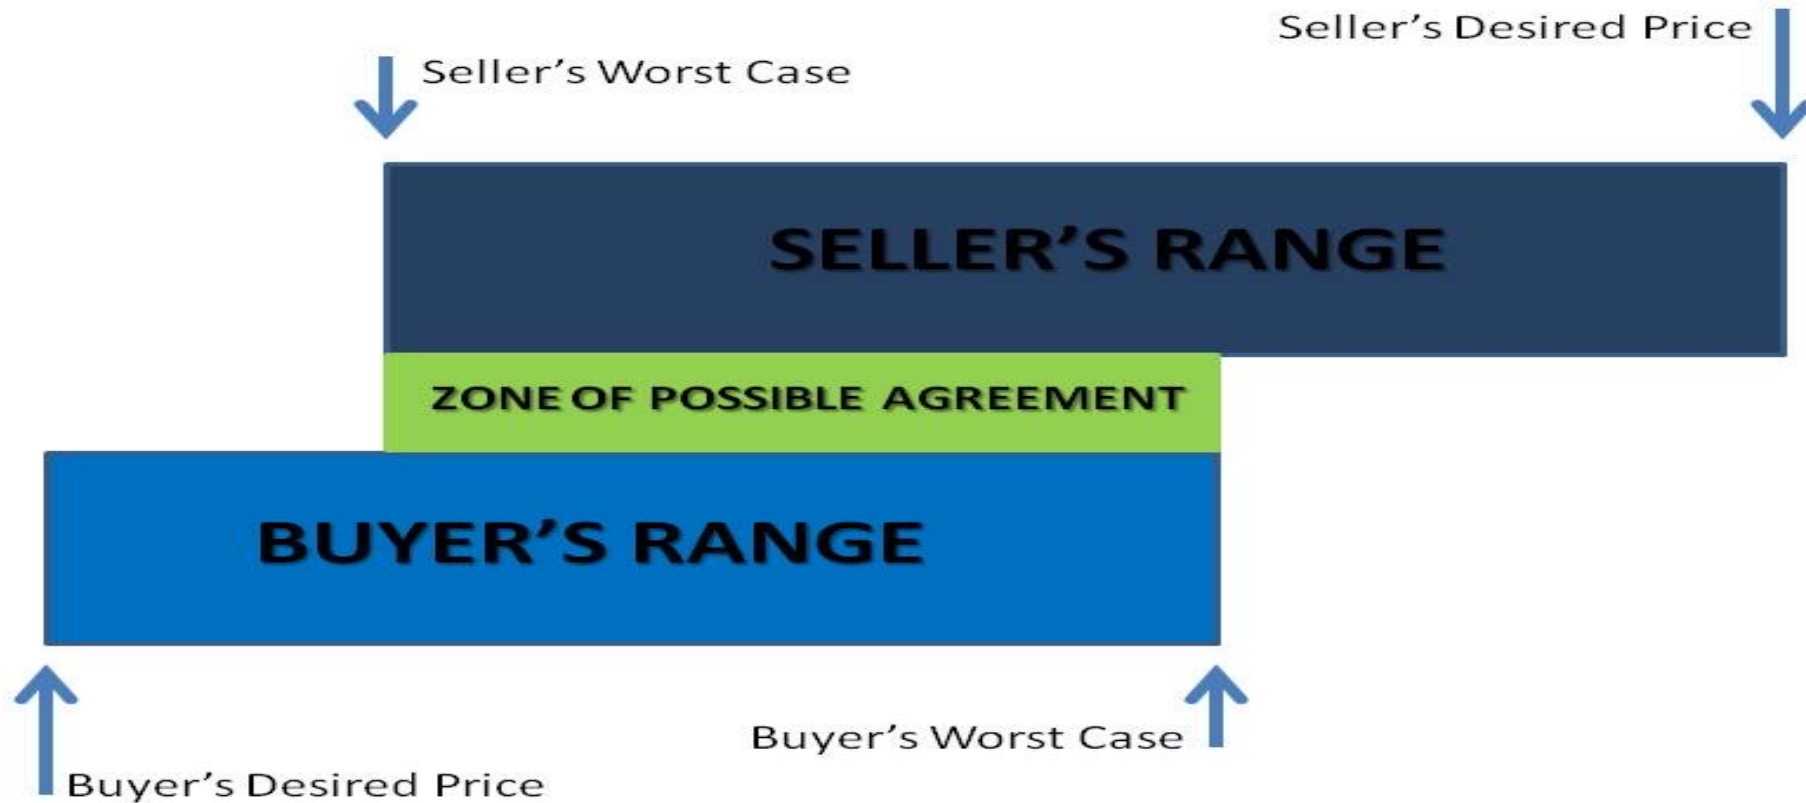 Seller’s Desired Price
Seller’s Worst Case
SELLER’S RANGE
ZONE OF POSSIBLE AGREEMENT
BUYER’S RANGE
Buyer’s Worst Case
Buyer’s Desired Price